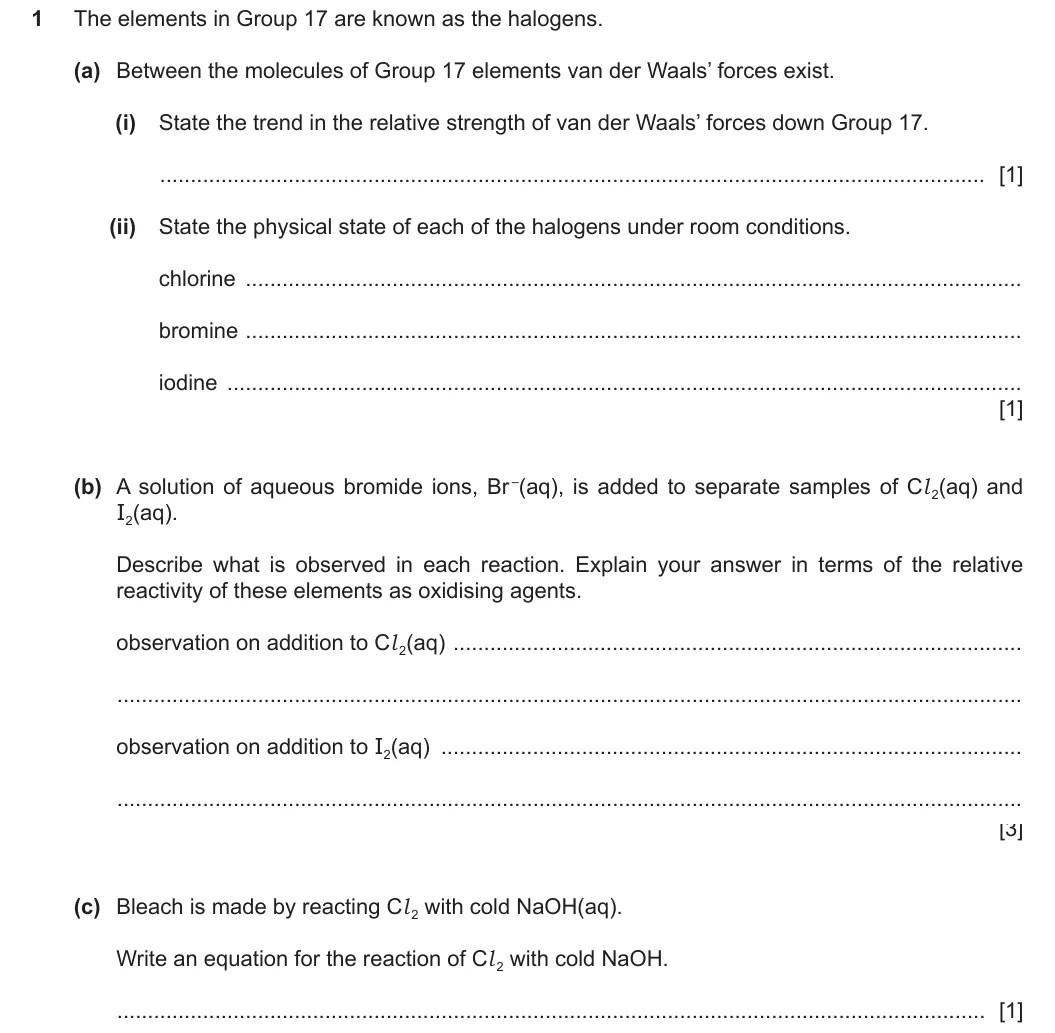 1 The elements in Group 17 are known as the halogens.
(a) Between the molecules of Group 17 elements van der Waals’ forces exist.
(i) State the trend in the relative strength of van der Waals’ forces down Group 17.
.......................................................................................................................................... [1]
(ii) State the physical state of each of the halogens under room conditions.
chlorine ..................................................................................................................................
bromine ..................................................................................................................................
iodine .....................................................................................................................................
[1]
(b) A solution of aqueous bromide ions, Br⁻(aq), is added to separate samples of Cl₂(aq) and
I₂(aq).
Describe what is observed in each reaction. Explain your answer in terms of the relative
reactivity of these elements as oxidising agents.
observation on addition to Cl₂(aq) ..............................................................................................
.....................................................................................................................................................
observation on addition to I₂(aq) ................................................................................................
.....................................................................................................................................................
[3]
(c) Bleach is made by reacting Cl₂ with cold NaOH(aq).
Write an equation for the reaction of Cl₂ with cold NaOH.
............................................................................................................................................... [1]